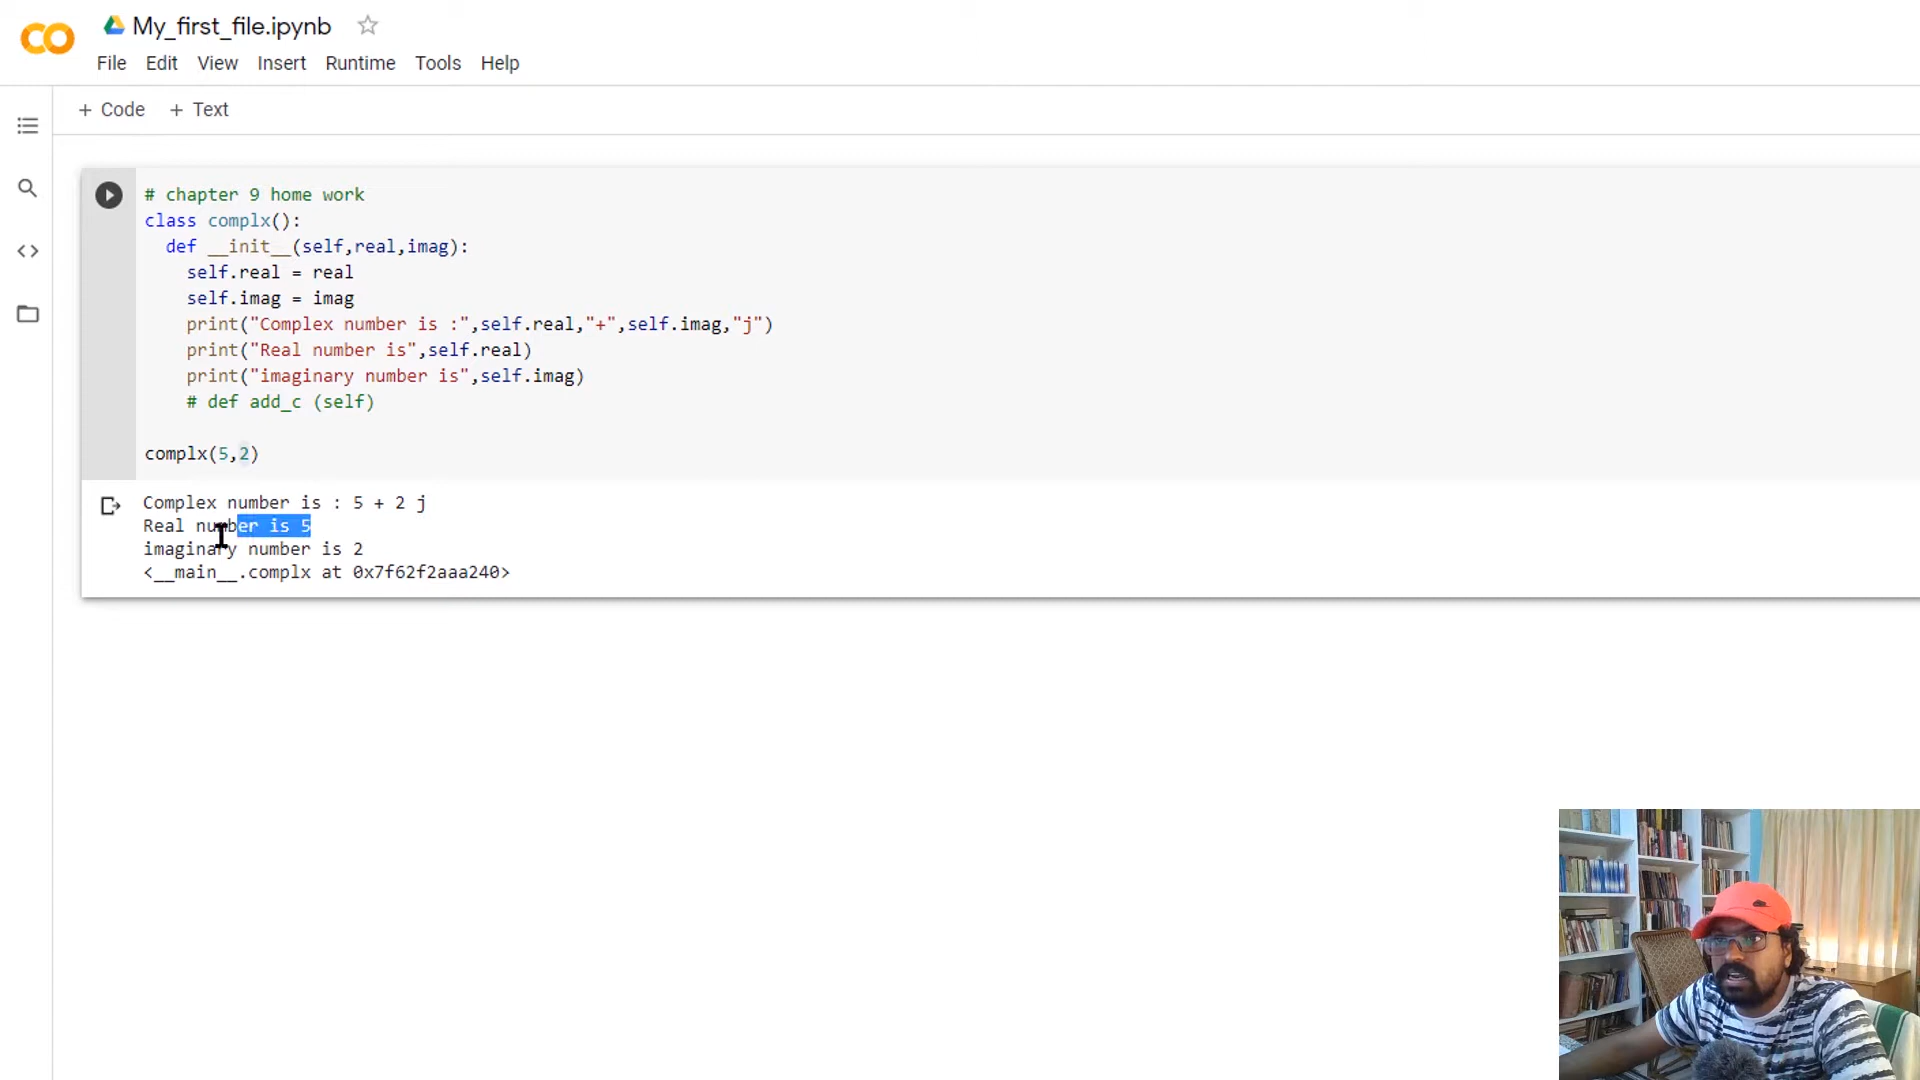 CO My_first_file.ipynb
File Edit View Insert Runtime Tools Help
+ Code + Text
# chapter 9 home work
class complx():
def __init__(self,real,imag):
self.real = real
self.imag = imag
print("Complex number is :",self.real,"+",self.imag,"j")
print("Real number is",self.real)
print("imaginary number is",self.imag)
# def add_c (self)
complx(5,2)
Complex number is : 5 + 2 j
Real number is 5
imaginary number is 2
<__main__.complx at 0x7f62f2aaa240>